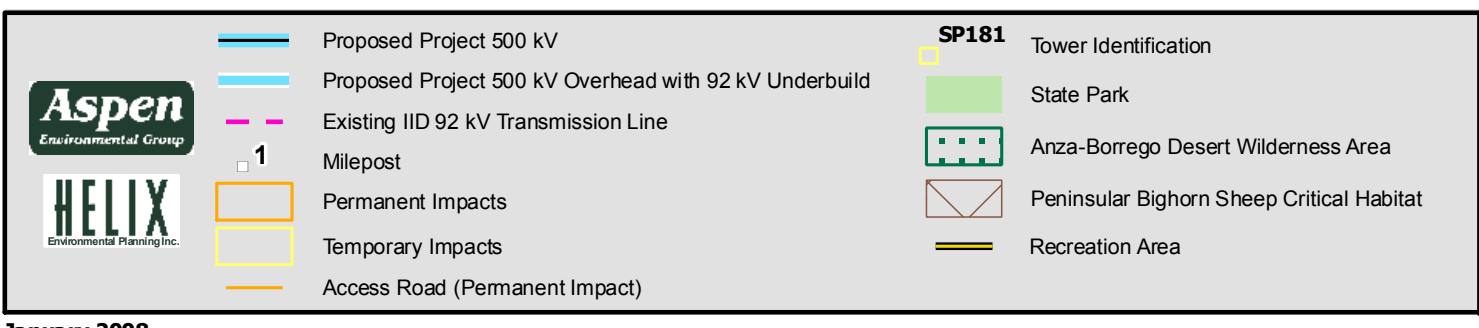 Aspen
Environmental Group
HELIX
Environmental Planning Inc.
Proposed Project 500 kV
Proposed Project 500 kV Overhead with 92 kV Underbuild
Existing IID 92 kV Transmission Line
1
Milepost
Permanent Impacts
Temporary Impacts
Access Road (Permanent Impact)
SP181
Tower Identification
State Park
Anza-Borrego Desert Wilderness Area
Peninsular Bighorn Sheep Critical Habitat
Recreation Area
January 2008